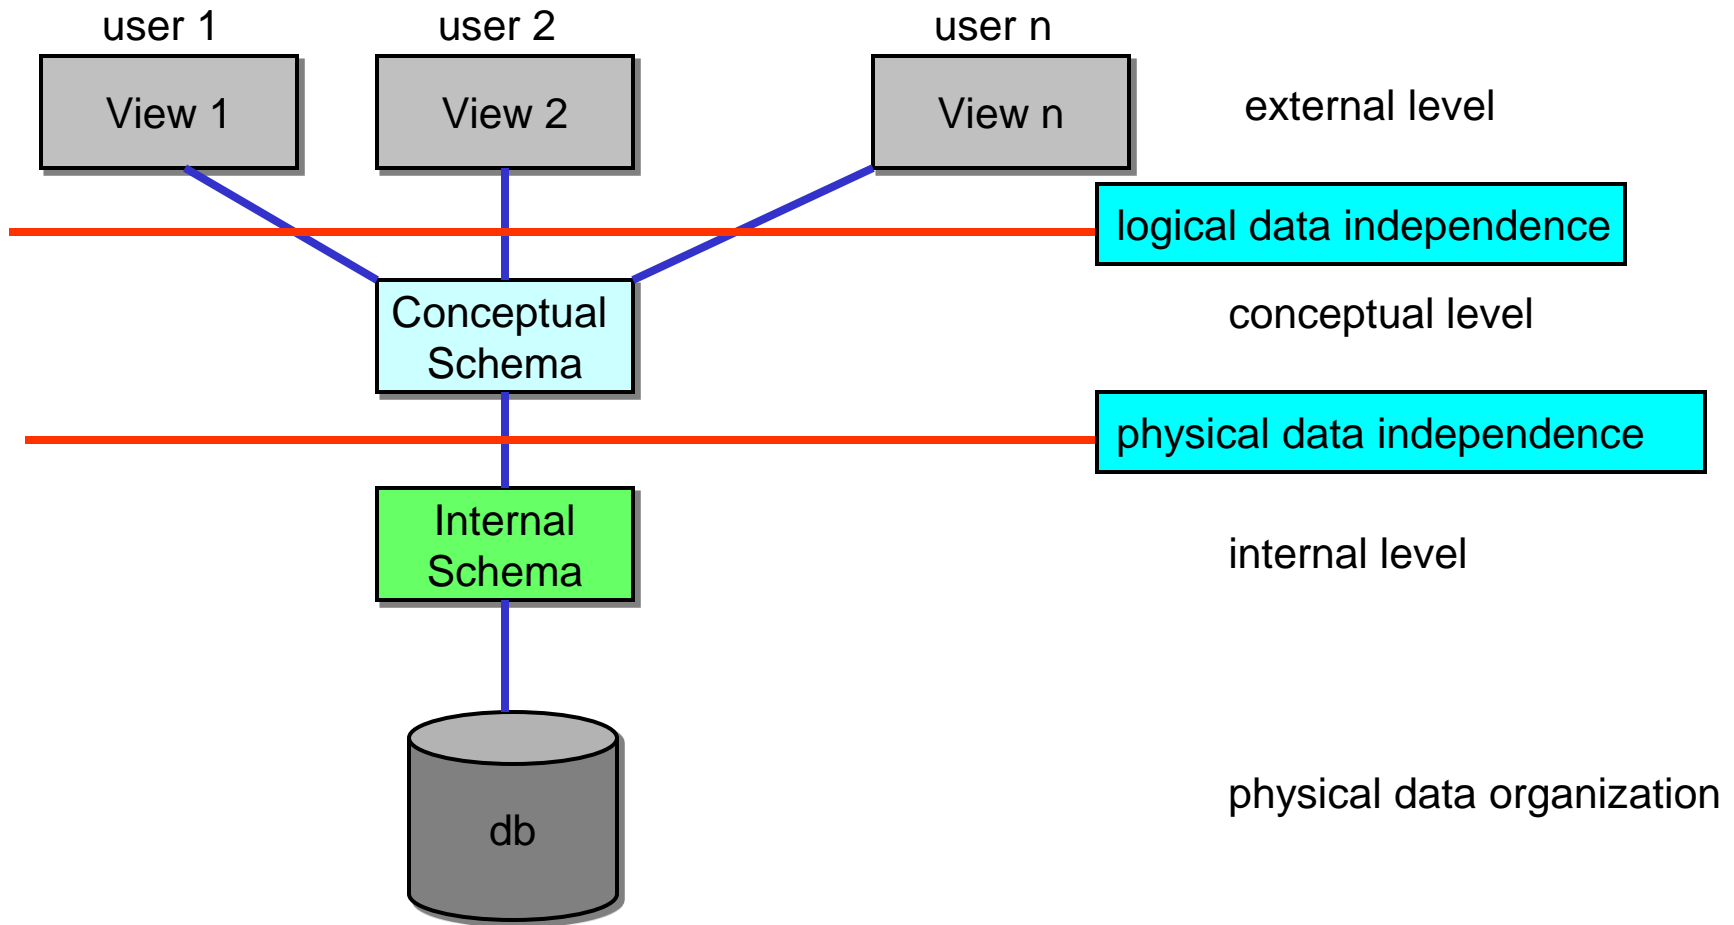 user 1
user 2
user n
View 1
View 2
View n
external level
logical data independence
Conceptual
Schema
conceptual level
physical data independence
Internal
Schema
internal level
db
physical data organization